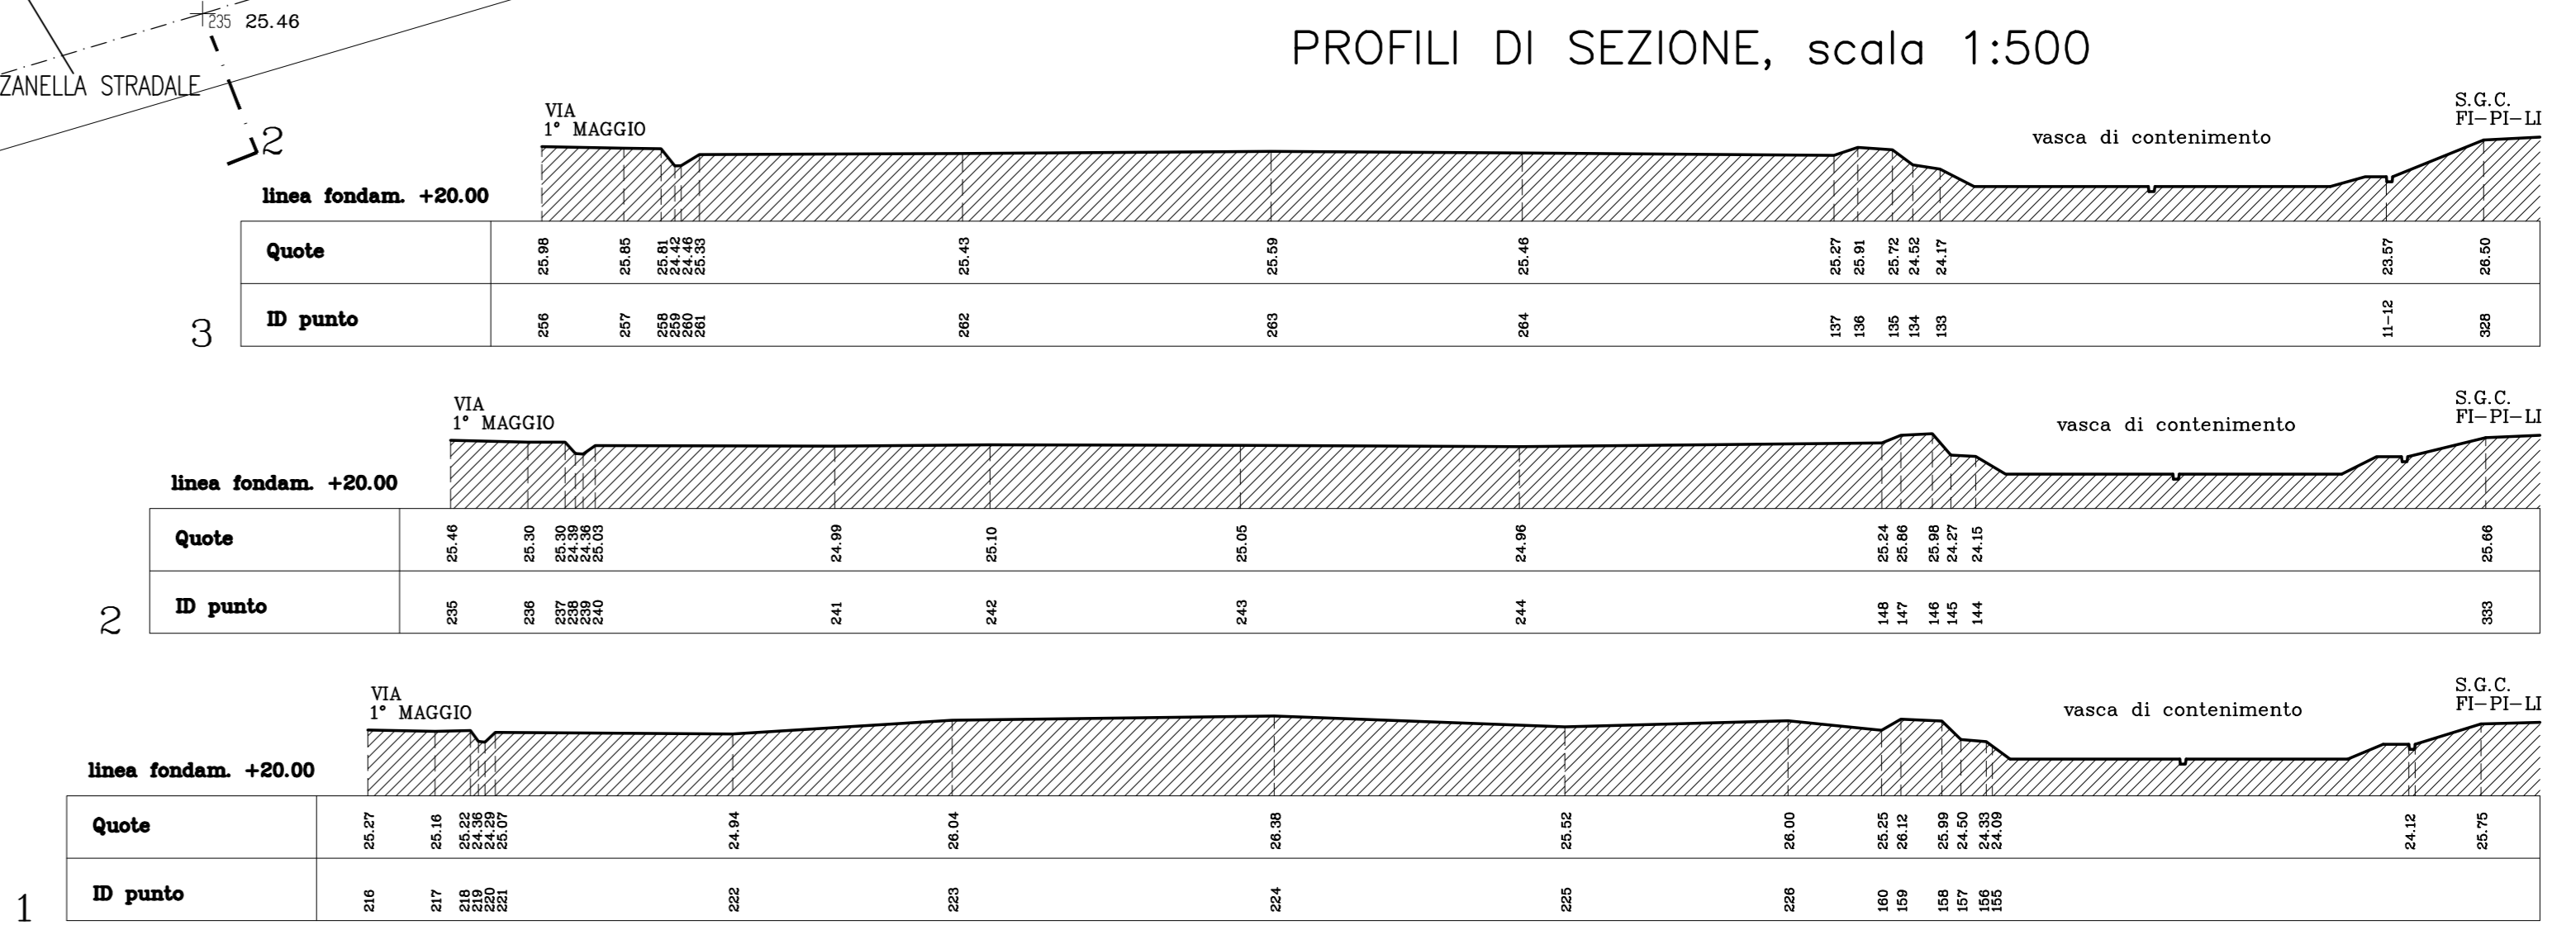 235 25.46
ZANELLA STRADALE
2
PROFILI DI SEZIONE, scala 1:500
VIA
1° MAGGIO
vasca di contenimento
S.G.C.
FI-PI-LI
linea fondam. +20.00
Quote 25.98 25.85 25.81 24.42 24.46 25.33 25.43 25.59 25.46 25.27 25.91 25.72 24.52 24.17 23.57 26.50
ID punto 256 257 258 259 260 261 262 263 264 137 136 135 134 133 11-12 328
3
VIA
1° MAGGIO
vasca di contenimento
S.G.C.
FI-PI-LI
linea fondam. +20.00
Quote 25.46 25.30 25.30 24.39 24.36 25.03 24.99 25.10 25.05 24.96 25.24 25.86 25.98 24.27 24.15 25.66
ID punto 235 236 237 238 239 240 241 242 243 244 148 147 146 145 144 333
2
VIA
1° MAGGIO
vasca di contenimento
S.G.C.
FI-PI-LI
linea fondam. +20.00
Quote 25.27 25.16 25.22 24.36 24.29 25.07 24.94 26.04 26.38 25.52 26.00 25.25 26.12 25.99 24.50 24.33 24.09 24.12 25.75
ID punto 216 217 218 219 220 221 222 223 224 225 226 160 159 158 157 156 155
1